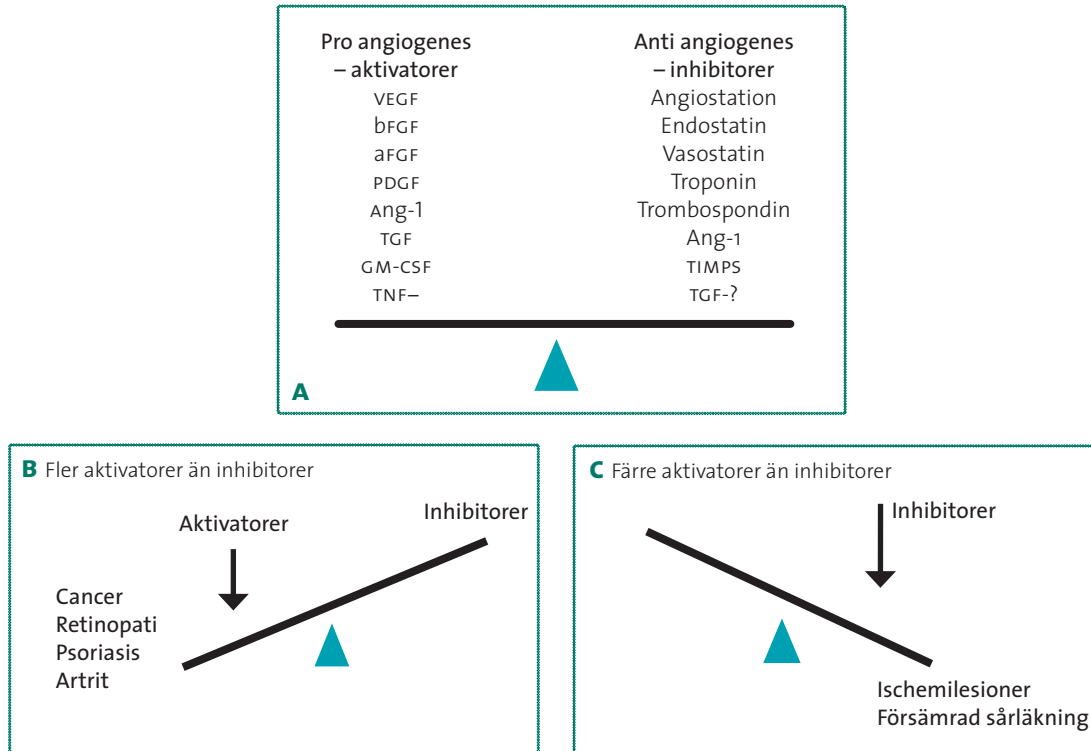 Pro angiogenes
– aktivatorer
VEGF
bFGF
aFGF
PDGF
Ang-1
TGF
GM-CSF
TNF–
Anti angiogenes
– inhibitorer
Angiostation
Endostatin
Vasostatin
Troponin
Trombospondin
Ang-1
TIMPS
TGF-?
A
B Fler aktivatorer än inhibitorer
Aktivatorer
Inhibitorer
Cancer
Retinopati
Psoriasis
Artrit
C Färre aktivatorer än inhibitorer
Inhibitorer
Ischemilesioner
Försämrad sårläkning